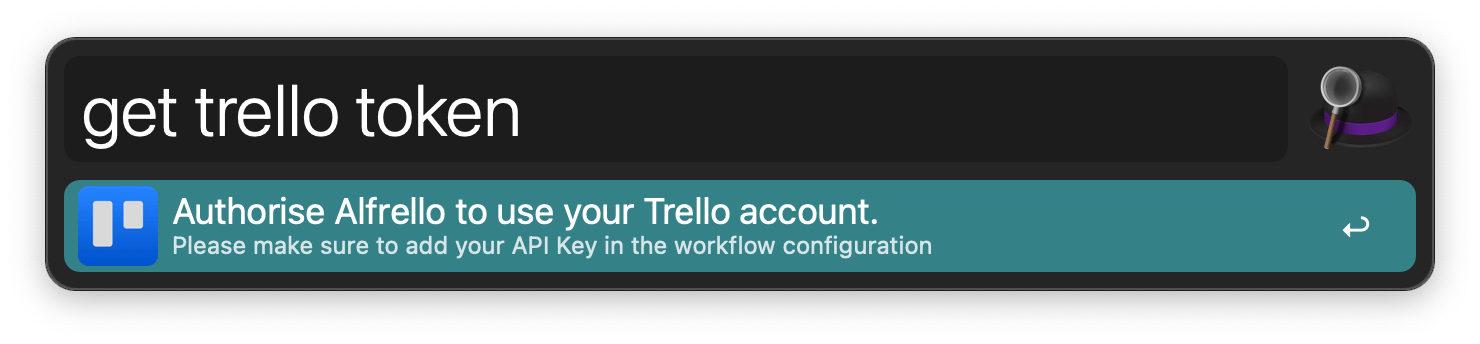 get trello token
Authorise Alfrello to use your Trello account.
Please make sure to add your API Key in the workflow configuration